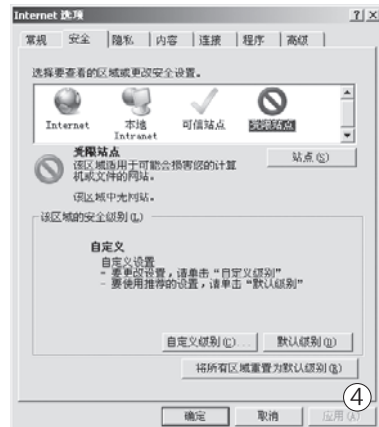 Internet 选项
? ×
常规 安全 隐私 内容 连接 程序 高级
选择要查看的区域或更改安全设置。
Internet 本地 Intranet 可信站点 受限站点
受限站点
该区域适用于可能会损害您的计算
机或文件的网站。
该区域中无网站。
站点(S)
该区域的安全级别(L)
自定义
自定义设置
- 要更改设置，请单击“自定义级别”
- 要使用推荐的设置，请单击“默认级别”
自定义级别(C)... 默认级别(D)
将所有区域重置为默认级别(R)
④
确定 取消 应用(A)